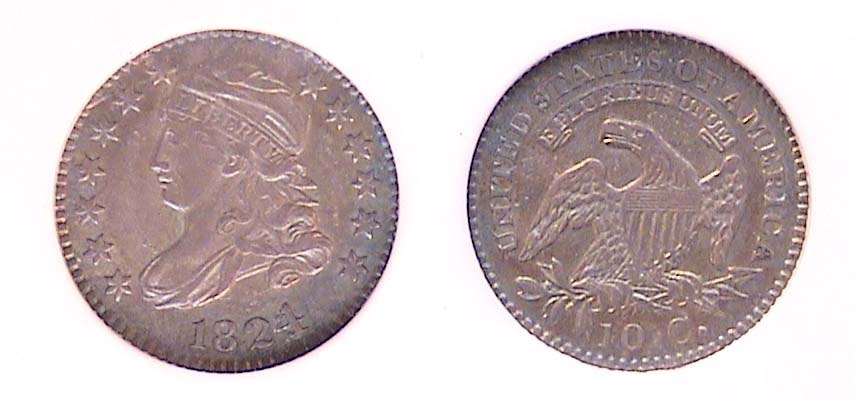 LIBERTY
1824
UNITED STATES OF AMERICA
E PLURIBUS UNUM
10 C.